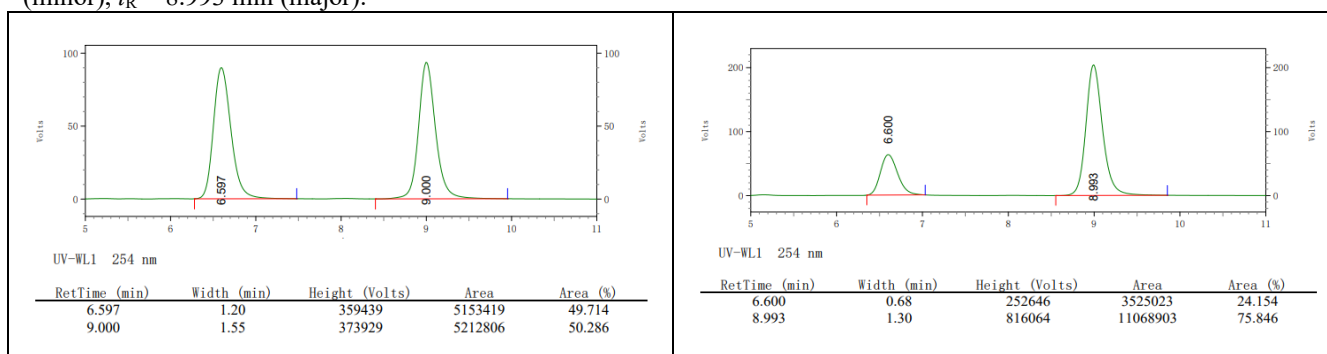 (minor), tR = 8.993 min (major).
100
50
0
Volts
6.597
9.000
100
50
0
Volts
5 6 7 8 9 10 11
UV-WL1 254 nm
RetTime (min) Width (min) Height (Volts) Area Area (%)
6.597 1.20 359439 5153419 49.714
9.000 1.55 373929 5212806 50.286
200
100
0
Volts
6.600
8.993
200
100
0
Volts
5 6 7 8 9 10 11
UV-WL1 254 nm
RetTime (min) Width (min) Height (Volts) Area Area (%)
6.600 0.68 252646 3525023 24.154
8.993 1.30 816064 11068903 75.846